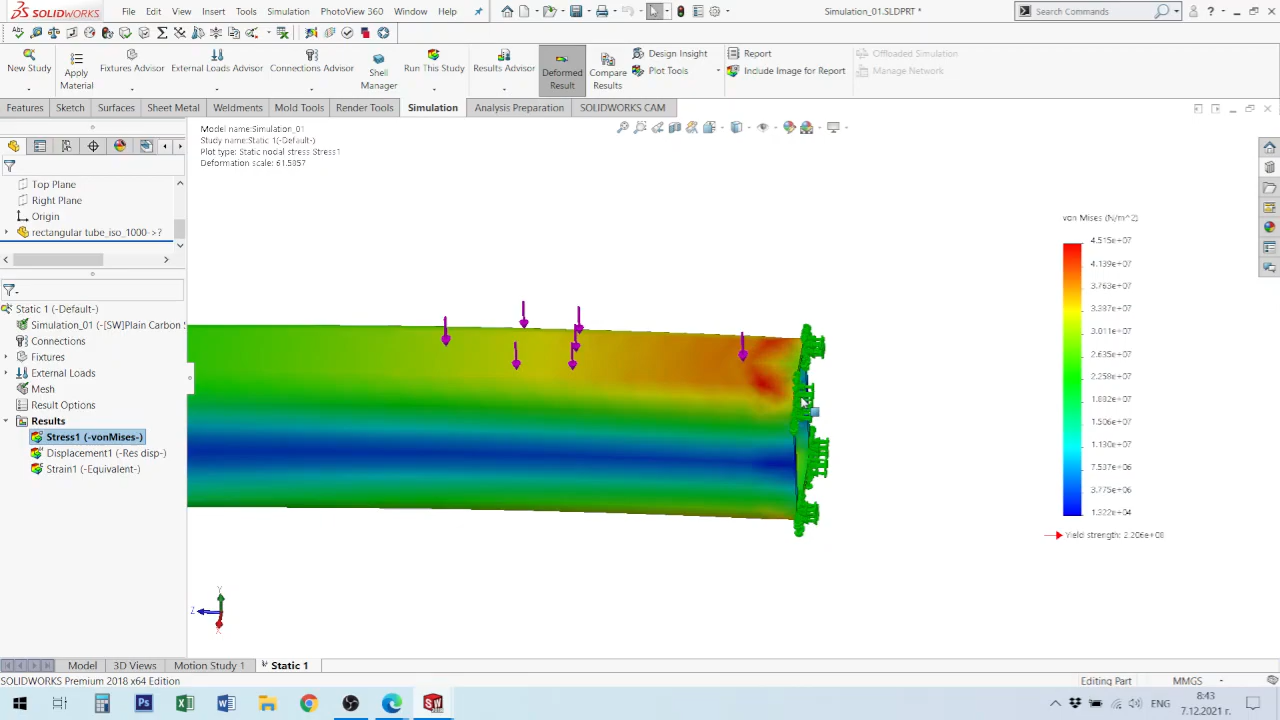 SOLIDWORKS
File Edit View Insert Tools Simulation PhotoView 360 Window Help
Simulation_01.SLDPRT *
Search Commands
New Study
Apply Material
Fixtures Advisor
External Loads Advisor
Connections Advisor
Shell Manager
Run This Study
Results Advisor
Deformed Result
Compare Results
Design Insight
Plot Tools
Report
Include Image for Report
Offloaded Simulation
Manage Network
Features Sketch Surfaces Sheet Metal Weldments Mold Tools Render Tools Simulation Analysis Preparation SOLIDWORKS CAM
Model name:Simulation_01
Study name:Static 1(-Default-)
Plot type: Static nodal stress Stress1
Deformation scale: 61.5857
Top Plane
Right Plane
Origin
rectangular tube_iso_1000->?
Static 1 (-Default-)
Simulation_01 (-[SW]Plain Carbon S
Connections
Fixtures
External Loads
Mesh
Result Options
Results
Stress1 (-vonMises-)
Displacement1 (-Res disp-)
Strain1 (-Equivalent-)
von Mises (N/m^2)
4.515e+07
4.139e+07
3.763e+07
3.387e+07
3.011e+07
2.635e+07
2.258e+07
1.882e+07
1.506e+07
1.130e+07
7.537e+06
3.775e+06
1.322e+04
Yield strength: 2.206e+08
Y
Z
X
Model 3D Views Motion Study 1 Static 1
SOLIDWORKS Premium 2018 x64 Edition
Editing Part
MMGS
ENG
8:43
7.12.2021 г.